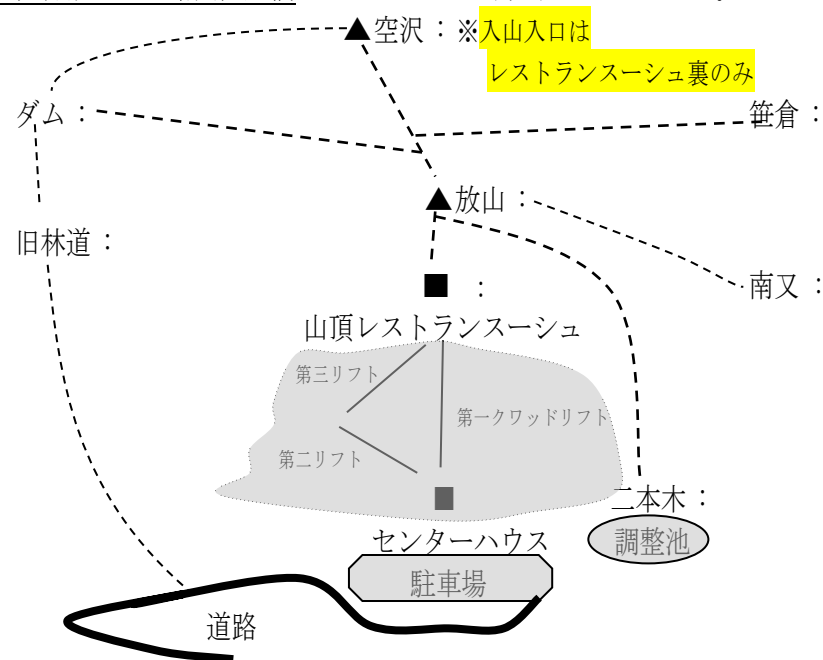 ▲空沢：※入山入口は
レストランスーシュ裏のみ
ダム：
笹倉：
▲放山：
旧林道：
■：
南又：
山頂レストランスーシュ
第三リフト
第一クワッドリフト
第二リフト
二本木：
センターハウス
調整池
駐車場
道路